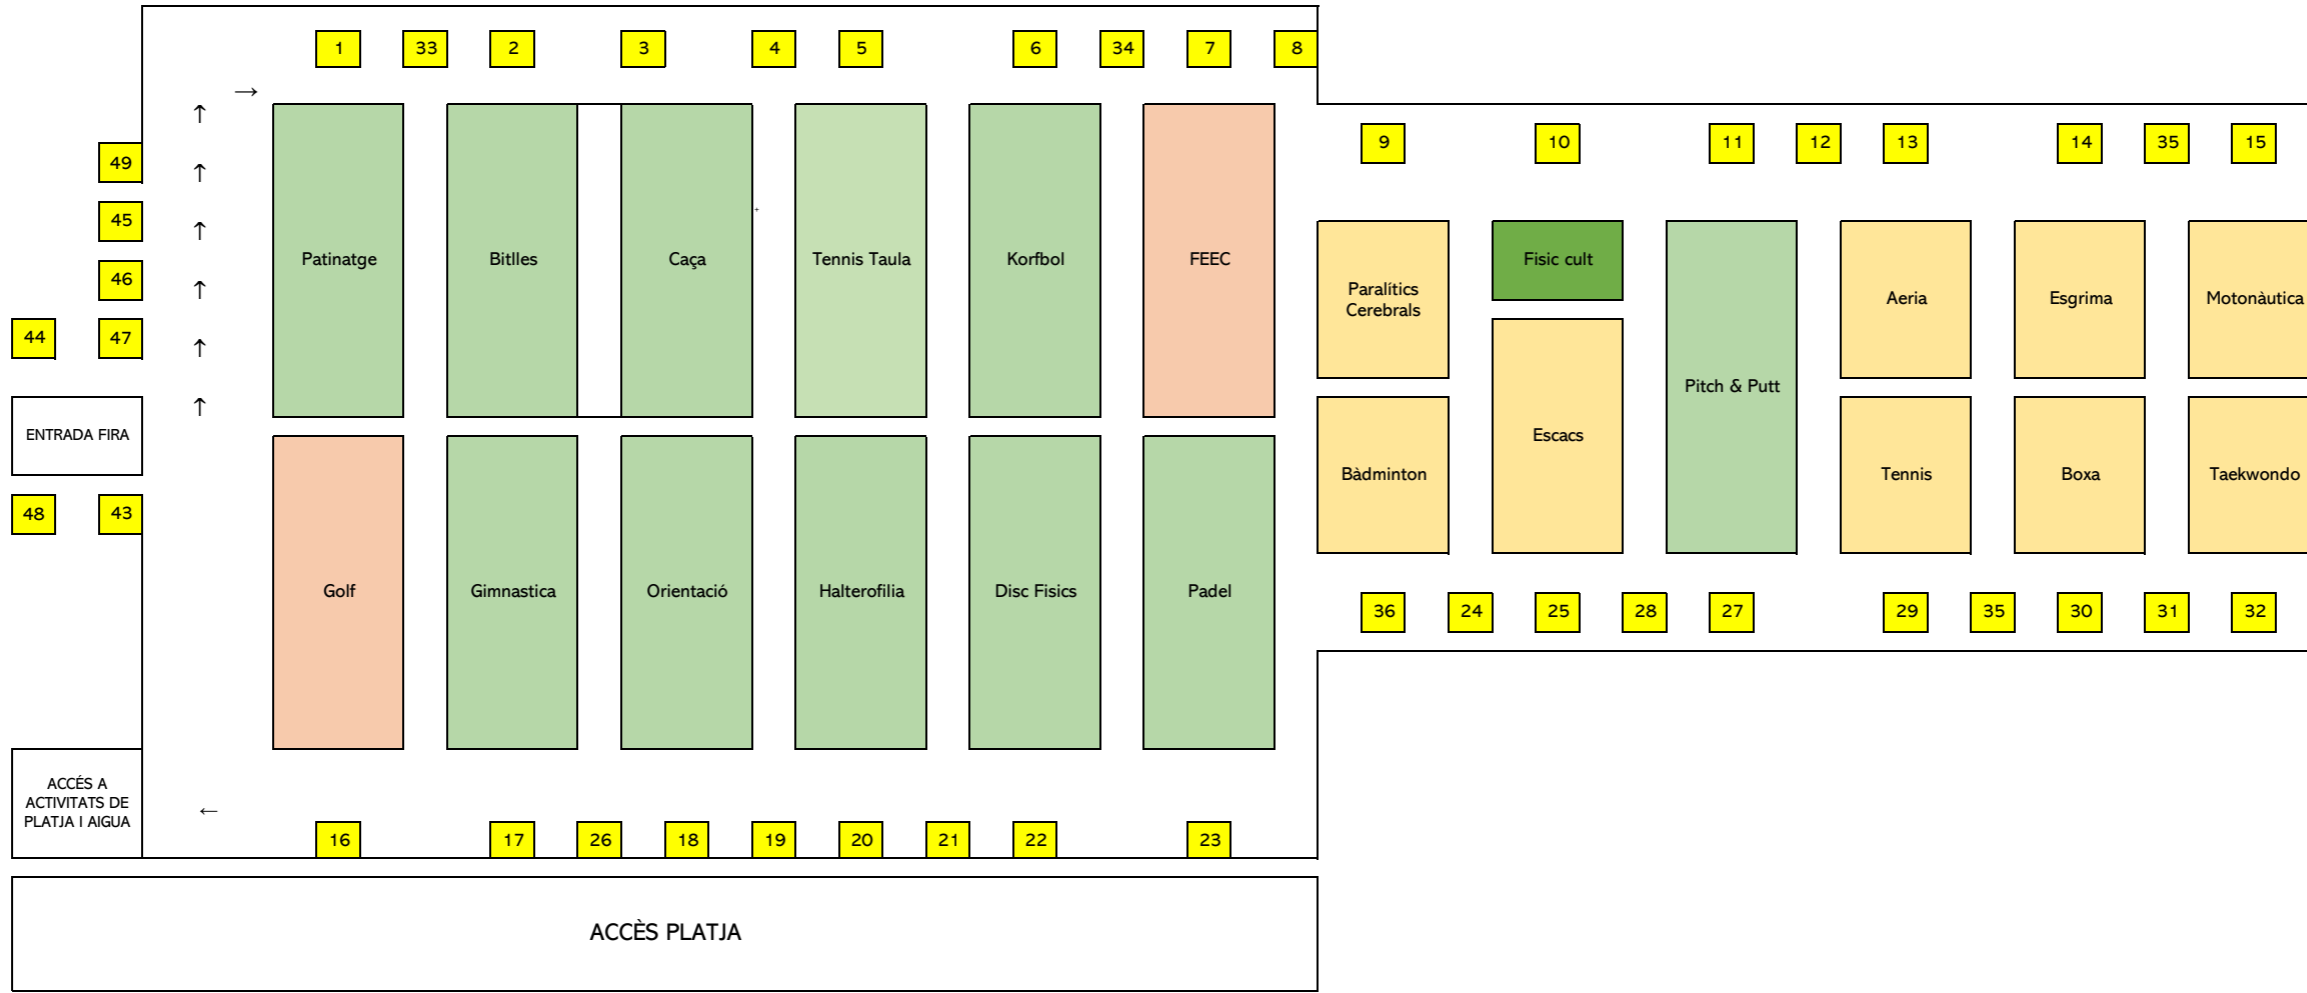 1 33 2 3 4 5 6 34 7 8
→
↑
9 10 11 12 13 14 35 15
49
↑
45
↑
46
↑
44 47
↑
↑
Patinatge Bitlles Caça Tennis Taula Korfbol FEEC
Paralítics
Cerebrals
Fisic cult
Aeria Esgrima Motonàutica
Pitch & Putt
ENTRADA FIRA
Escacs
Bàdminton Tennis Boxa Taekwondo
48 43
Golf Gimnastica Orientació Halterofilia Disc Fisics Padel
36 24 25 28 27 29 35 30 31 32
ACCÉS A
ACTIVITATS DE
PLATJA I AIGUA
←
16 17 26 18 19 20 21 22 23
ACCÈS PLATJA